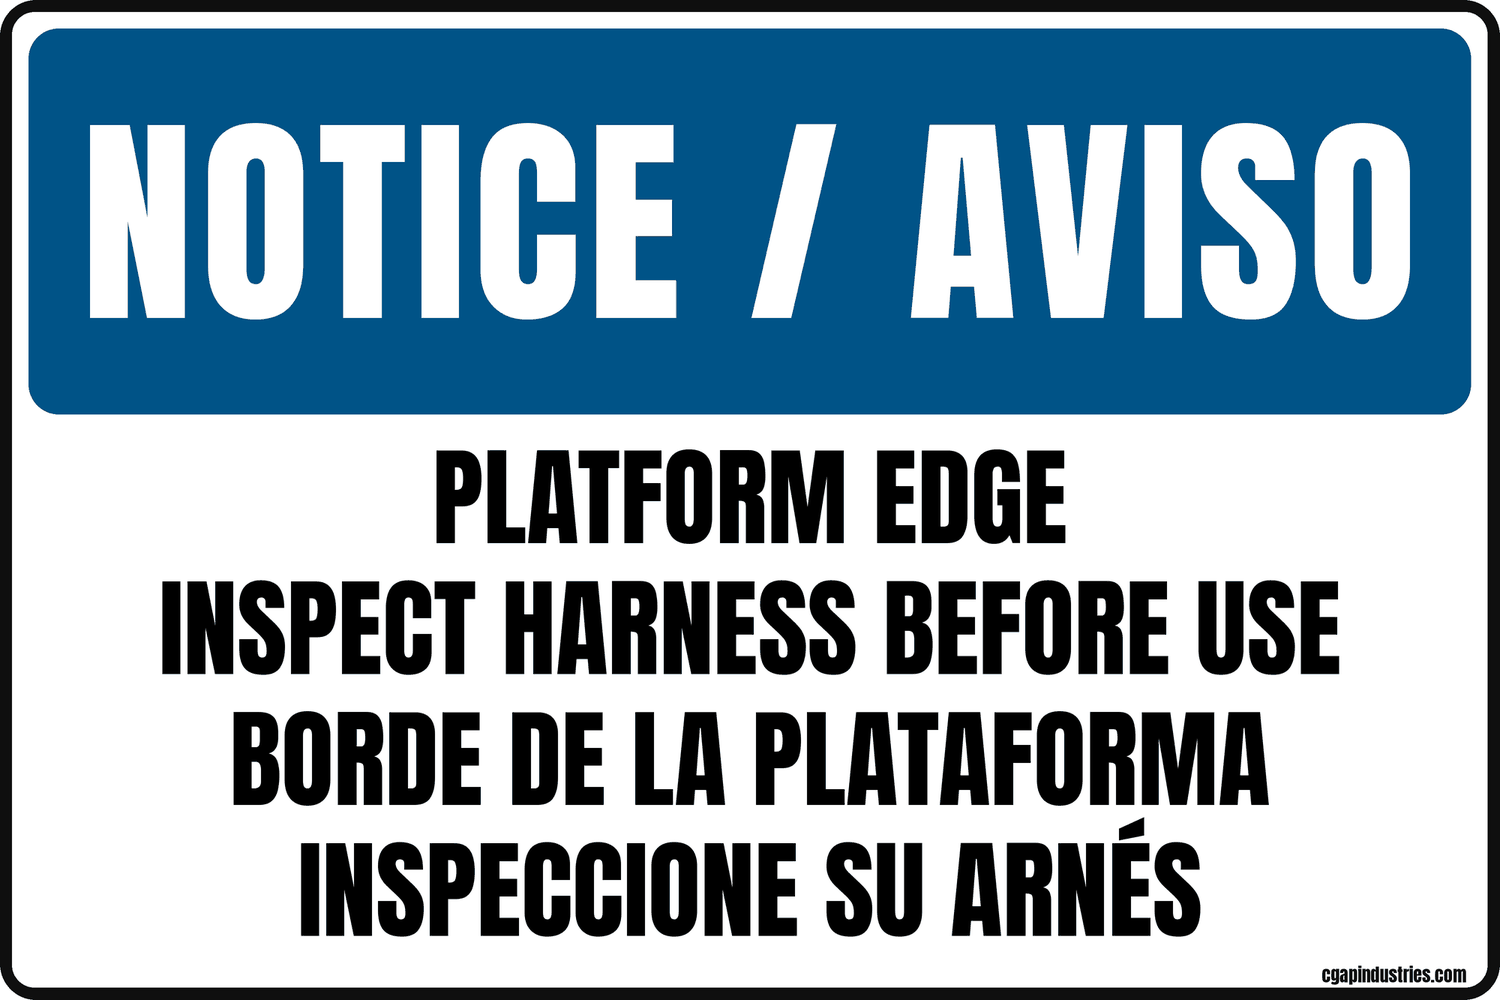 NOTICE / AVISO
PLATFORM EDGE
INSPECT HARNESS BEFORE USE
BORDE DE LA PLATAFORMA
INSPECCIONE SU ARNÉS
cgapindustries.com